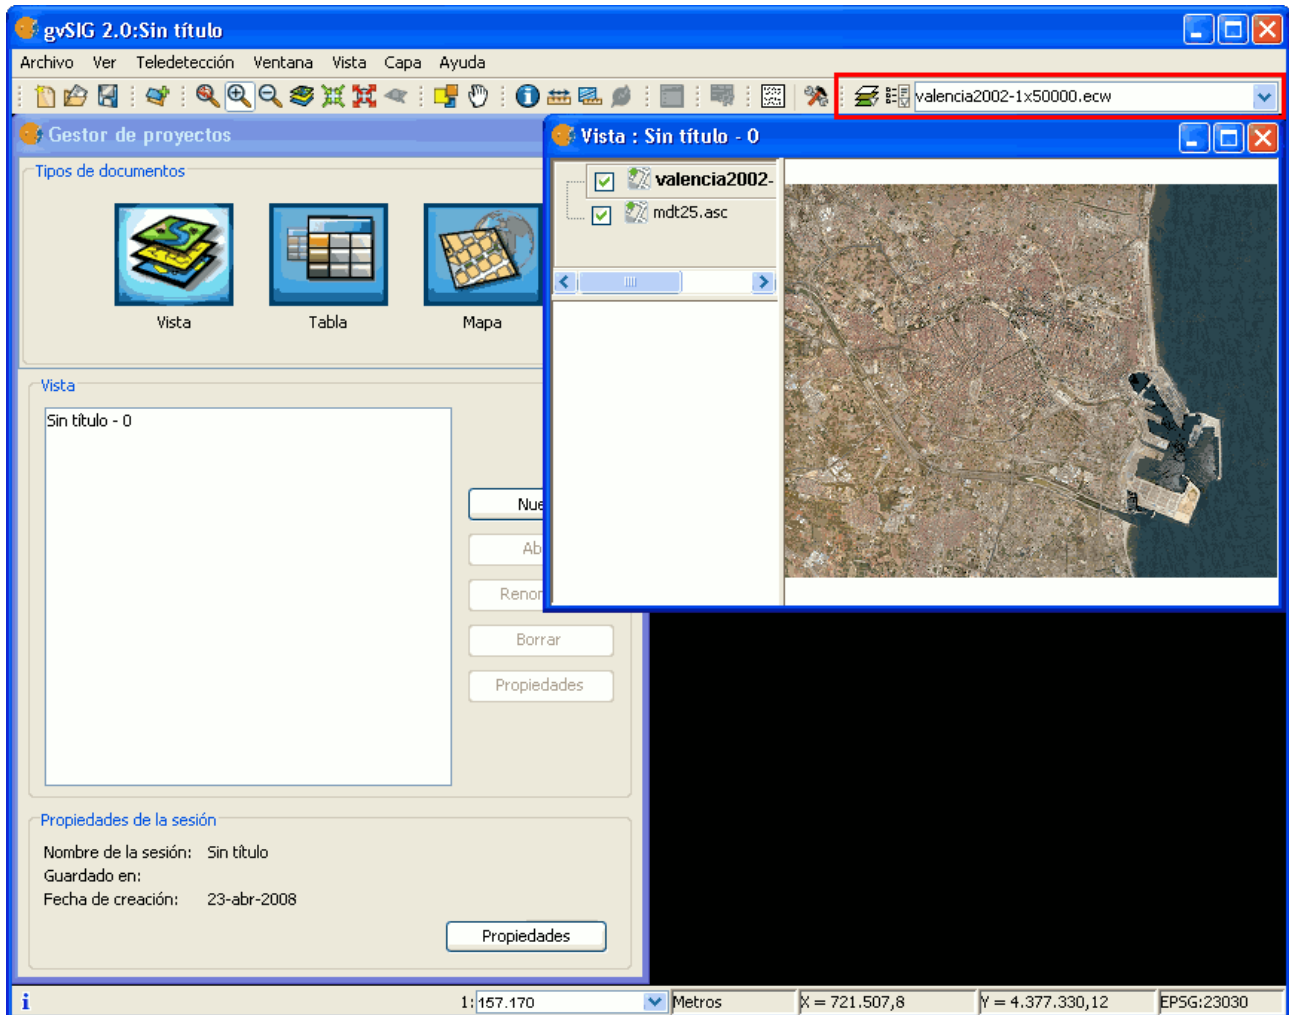 gvSIG 2.0:Sin título
Archivo Ver Teledetección Ventana Vista Capa Ayuda
valencia2002-1x50000.ecw
Gestor de proyectos
Tipos de documentos
Vista Tabla Mapa
Vista
Sin título - 0
Nue
Ab
Renor
Borrar
Propiedades
Propiedades de la sesión
Nombre de la sesión: Sin título
Guardado en:
Fecha de creación: 23-abr-2008
Propiedades
Vista : Sin título - 0
valencia2002-
mdt25.asc
1: 157.170 Metros X = 721.507,8 Y = 4.377.330,12 EPSG:23030